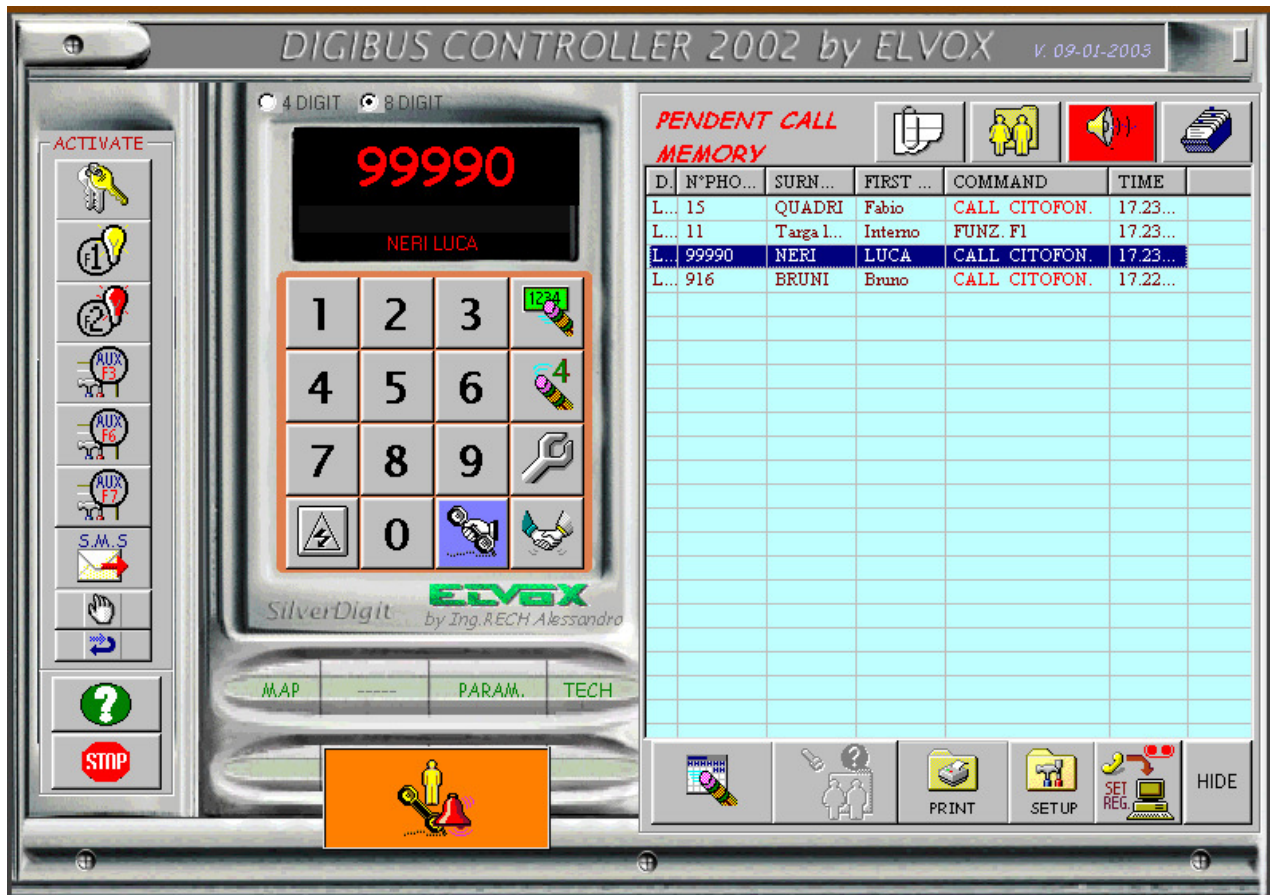 DIGIBUS CONTROLLER 2002 by ELVOX V. 09-01-2003
4 DIGIT 8 DIGIT
ACTIVATE
F1
F2
AUX
F3
AUX
F6
AUX
F7
S.M.S
STOP
99990
NERI LUCA
1 2 3 1234
4 5 6 4
7 8 9
0
SilverDigit ELVOX
by Ing.RECH Alessandro
MAP ----- PARAM. TECH
PENDENT CALL
MEMORY
D. N°PHO... SURN... FIRST ... COMMAND TIME
L... 15 QUADRI Fabio CALL CITOFON. 17.23...
L... 11 Targa 1... Interno FUNZ. F1 17.23...
L... 99990 NERI LUCA CALL CITOFON. 17.23...
L... 916 BRUNI Bruno CALL CITOFON. 17.22...
PRINT
SETUP
SET
REG.
HIDE